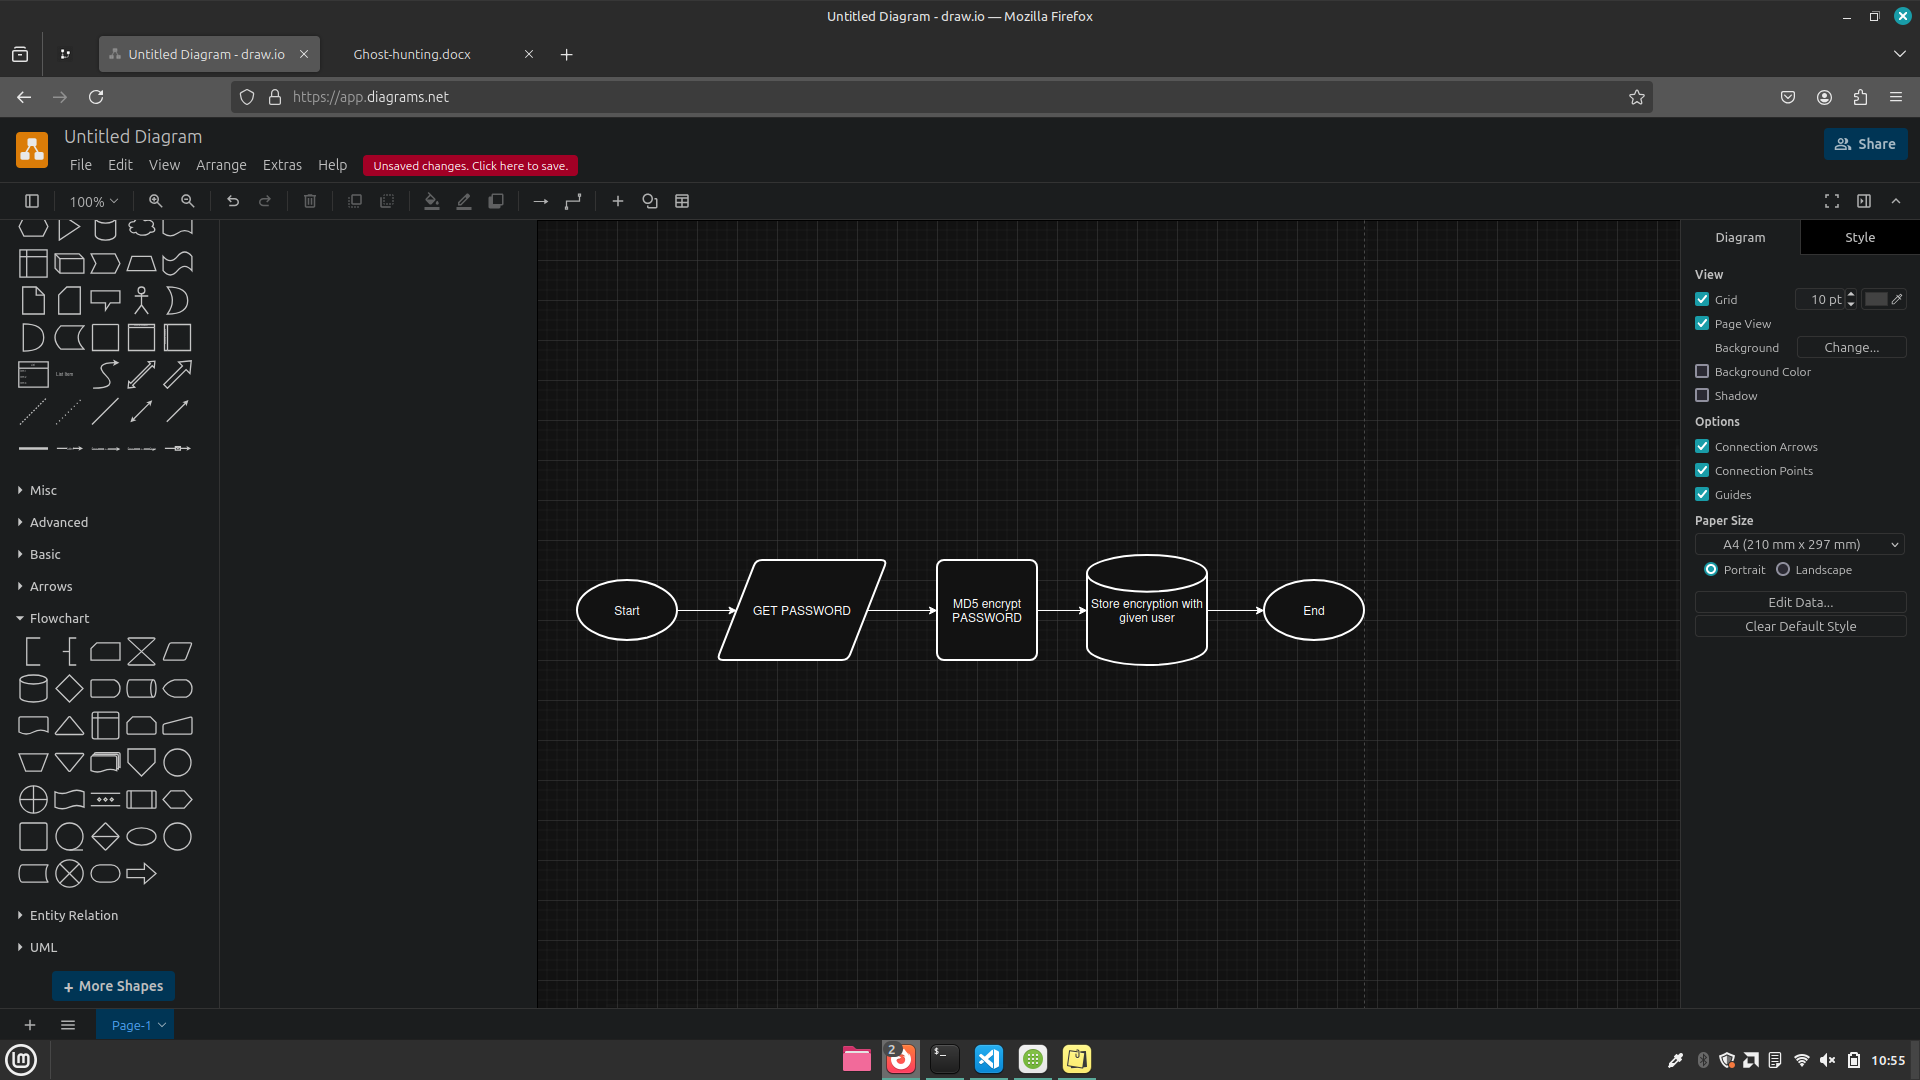 Untitled Diagram - draw.io — Mozilla Firefox
Untitled Diagram - draw.io
Ghost-hunting.docx
https://app.diagrams.net
Untitled Diagram
File Edit View Arrange Extras Help Unsaved changes. Click here to save.
Share
100%
Diagram Style
View
Grid 10 pt
Page View
Background Change...
Background Color
Shadow
Options
Connection Arrows
Connection Points
Guides
Paper Size
A4 (210 mm x 297 mm)
Portrait Landscape
Edit Data...
Clear Default Style
List Item
Misc
Advanced
Basic
Arrows
Flowchart
Entity Relation
UML
+ More Shapes
Start
GET PASSWORD
MD5 encrypt
PASSWORD
Store encryption with
given user
End
Page-1
lm
2
$_
10:55